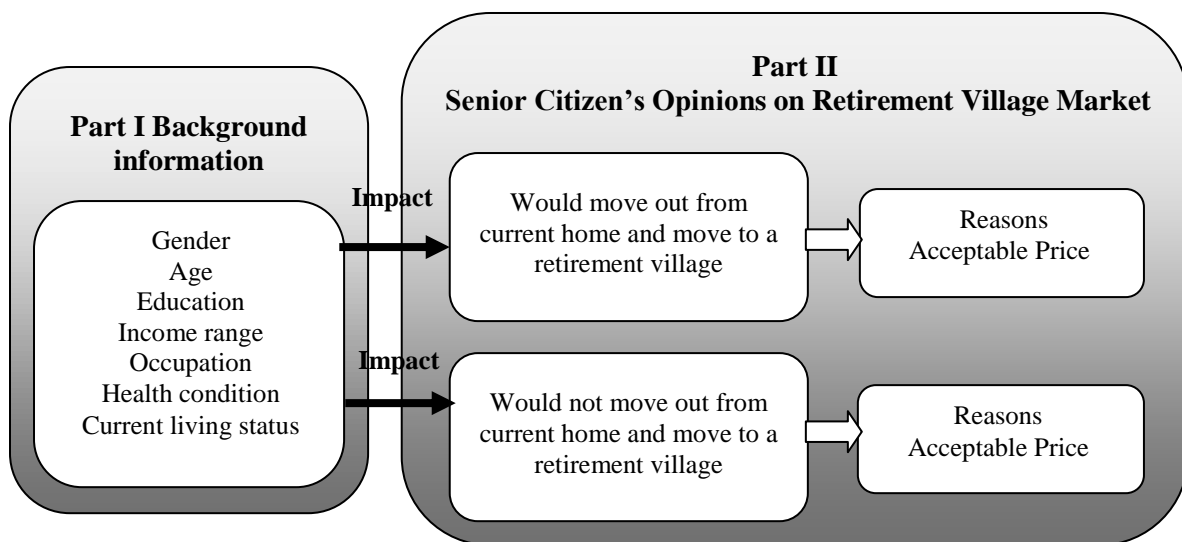 Part I Background
information
Gender
Age
Education
Income range
Occupation
Health condition
Current living status
Impact
Impact
Part II
Senior Citizen’s Opinions on Retirement Village Market
Would move out from
current home and move to a
retirement village
Reasons
Acceptable Price
Would not move out from
current home and move to a
retirement village
Reasons
Acceptable Price